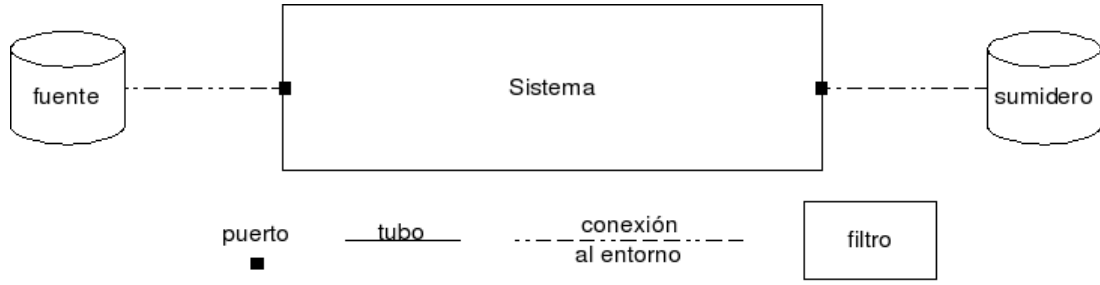 fuente
Sistema
sumidero
puerto
tubo
conexión
al entorno
filtro